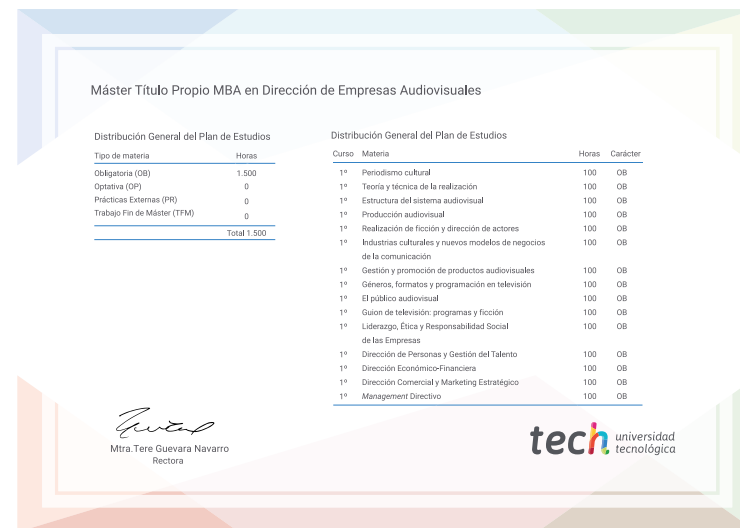 Máster Título Propio MBA en Dirección de Empresas Audiovisuales
Distribución General del Plan de Estudios
Tipo de materia Horas
Obligatoria (OB) 1.500
Optativa (OP) 0
Prácticas Externas (PR) 0
Trabajo Fin de Máster (TFM) 0
Total 1.500
Distribución General del Plan de Estudios
Curso Materia Horas Carácter
1º Periodismo cultural 100 OB
1º Teoría y técnica de la realización 100 OB
1º Estructura del sistema audiovisual 100 OB
1º Producción audiovisual 100 OB
1º Realización de ficción y dirección de actores 100 OB
1º Industrias culturales y nuevos modelos de negocios 100 OB
de la comunicación
1º Gestión y promoción de productos audiovisuales 100 OB
1º Géneros, formatos y programación en televisión 100 OB
1º El público audiovisual 100 OB
1º Guion de televisión: programas y ficción 100 OB
1º Liderazgo, Ética y Responsabilidad Social 100 OB
de las Empresas
1º Dirección de Personas y Gestión del Talento 100 OB
1º Dirección Económico-Financiera 100 OB
1º Dirección Comercial y Marketing Estratégico 100 OB
1º Management Directivo 100 OB
Mtra.Tere Guevara Navarro
Rectora
tech universidad
tecnológica